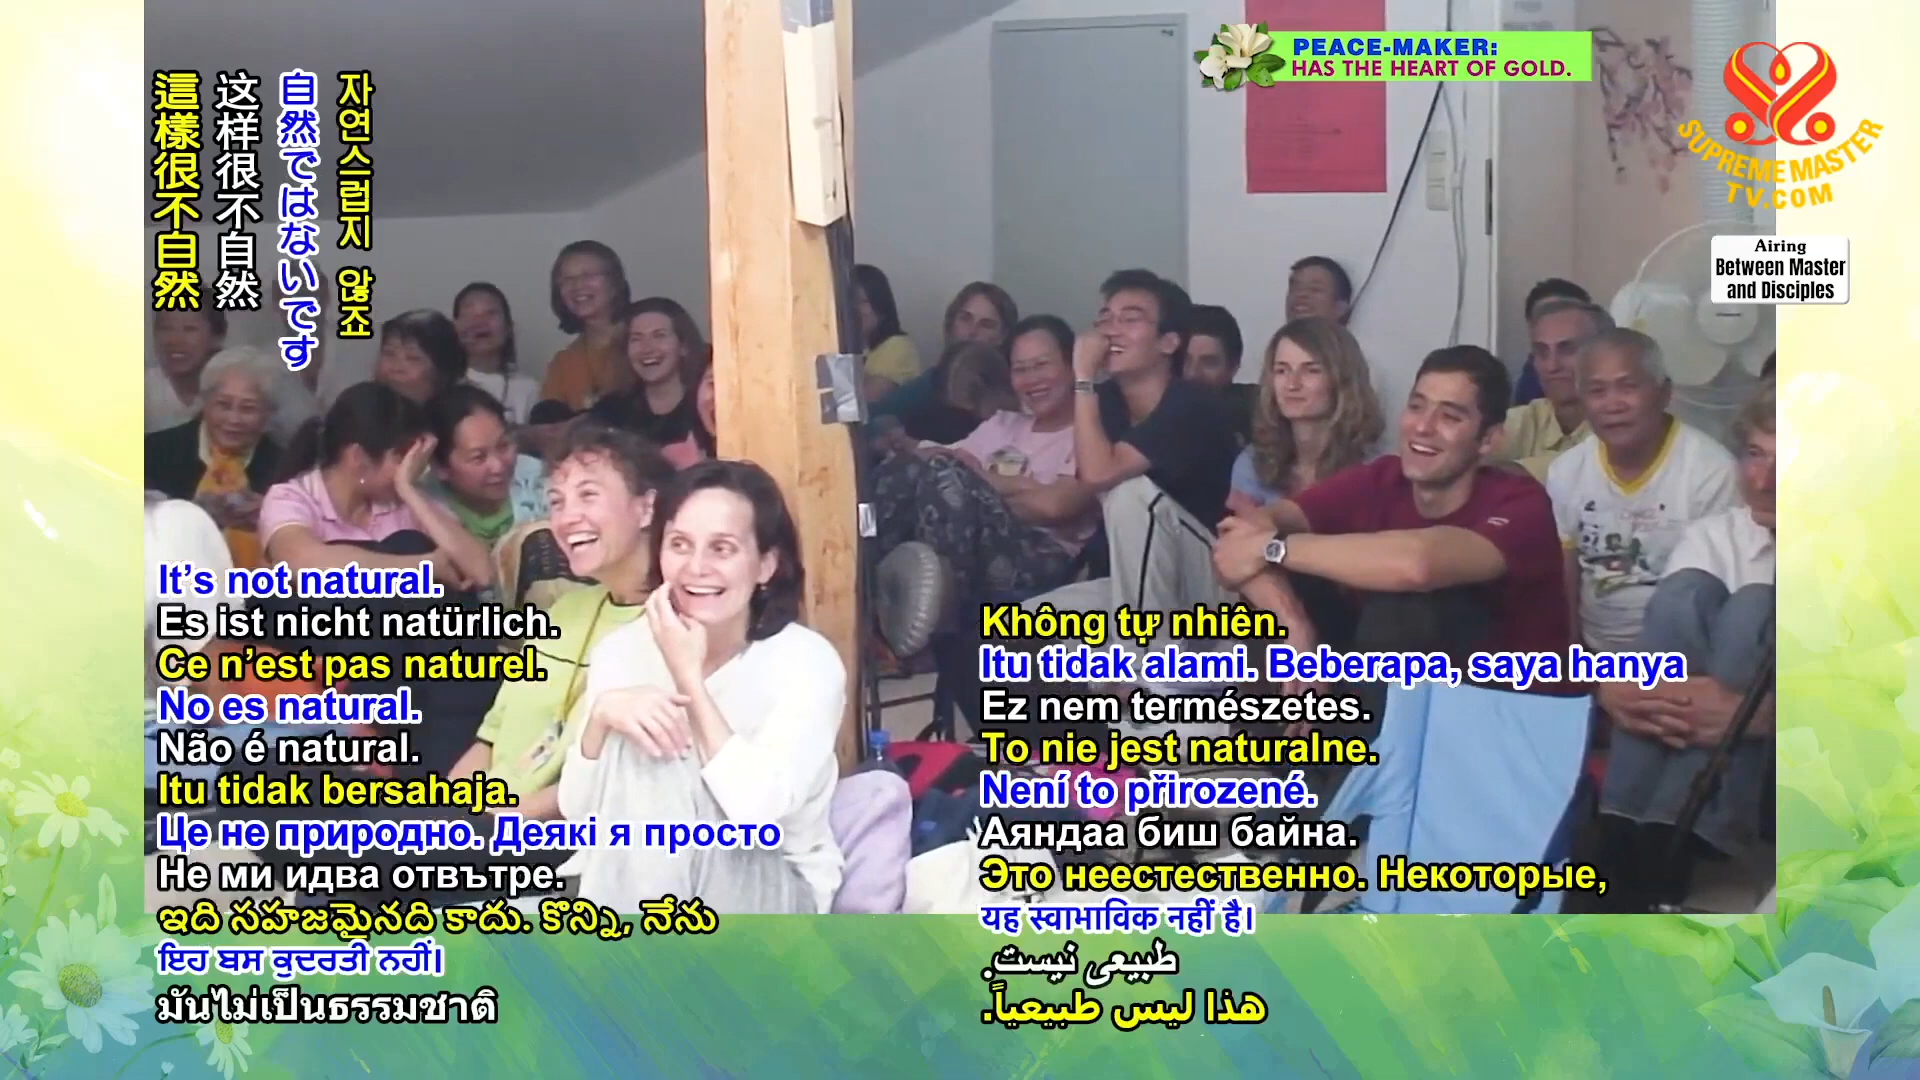 PEACE-MAKER:
HAS THE HEART OF GOLD.
SUPREME MASTER
TV.COM
Airing
Between Master
and Disciples
자연스럽지 않죠
自然ではないです
这样很不自然
這樣很不自然
It’s not natural.
Es ist nicht natürlich.
Ce n’est pas naturel.
No es natural.
Não é natural.
Itu tidak bersahaja.
Це не природно. Деякі я просто
Не ми идва отвътре.
ఇది సహజమైనది కాదు. కొన్ని, నేను
ਇਹ ਬਸ ਕੁਦਰਤੀ ਨਹੀਂ।
มันไม่เป็นธรรมชาติ
Không tự nhiên.
Itu tidak alami. Beberapa, saya hanya
Ez nem természetes.
To nie jest naturalne.
Není to přirozené.
Аяндаа биш байна.
Это неестественно. Некоторые,
यह स्वाभाविक नहीं है।
طبیعی نیست.
هذا ليس طبيعياً.